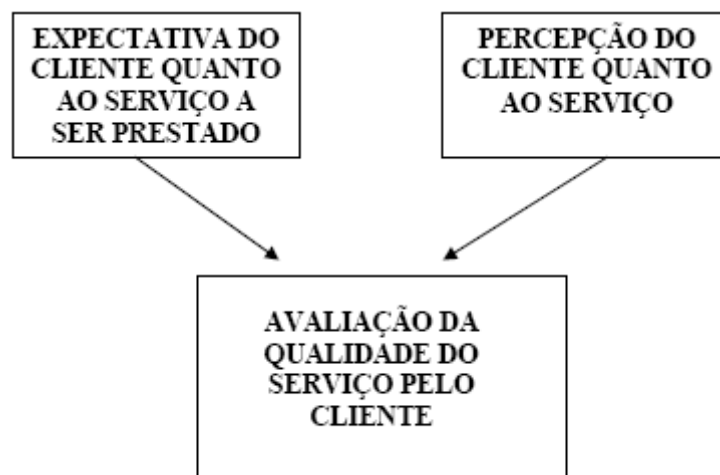 EXPECTATIVA DO
CLIENTE QUANTO
AO SERVIÇO A
SER PRESTADO
PERCEPÇÃO DO
CLIENTE QUANTO
AO SERVIÇO
AVALIAÇÃO DA
QUALIDADE DO
SERVIÇO PELO
CLIENTE